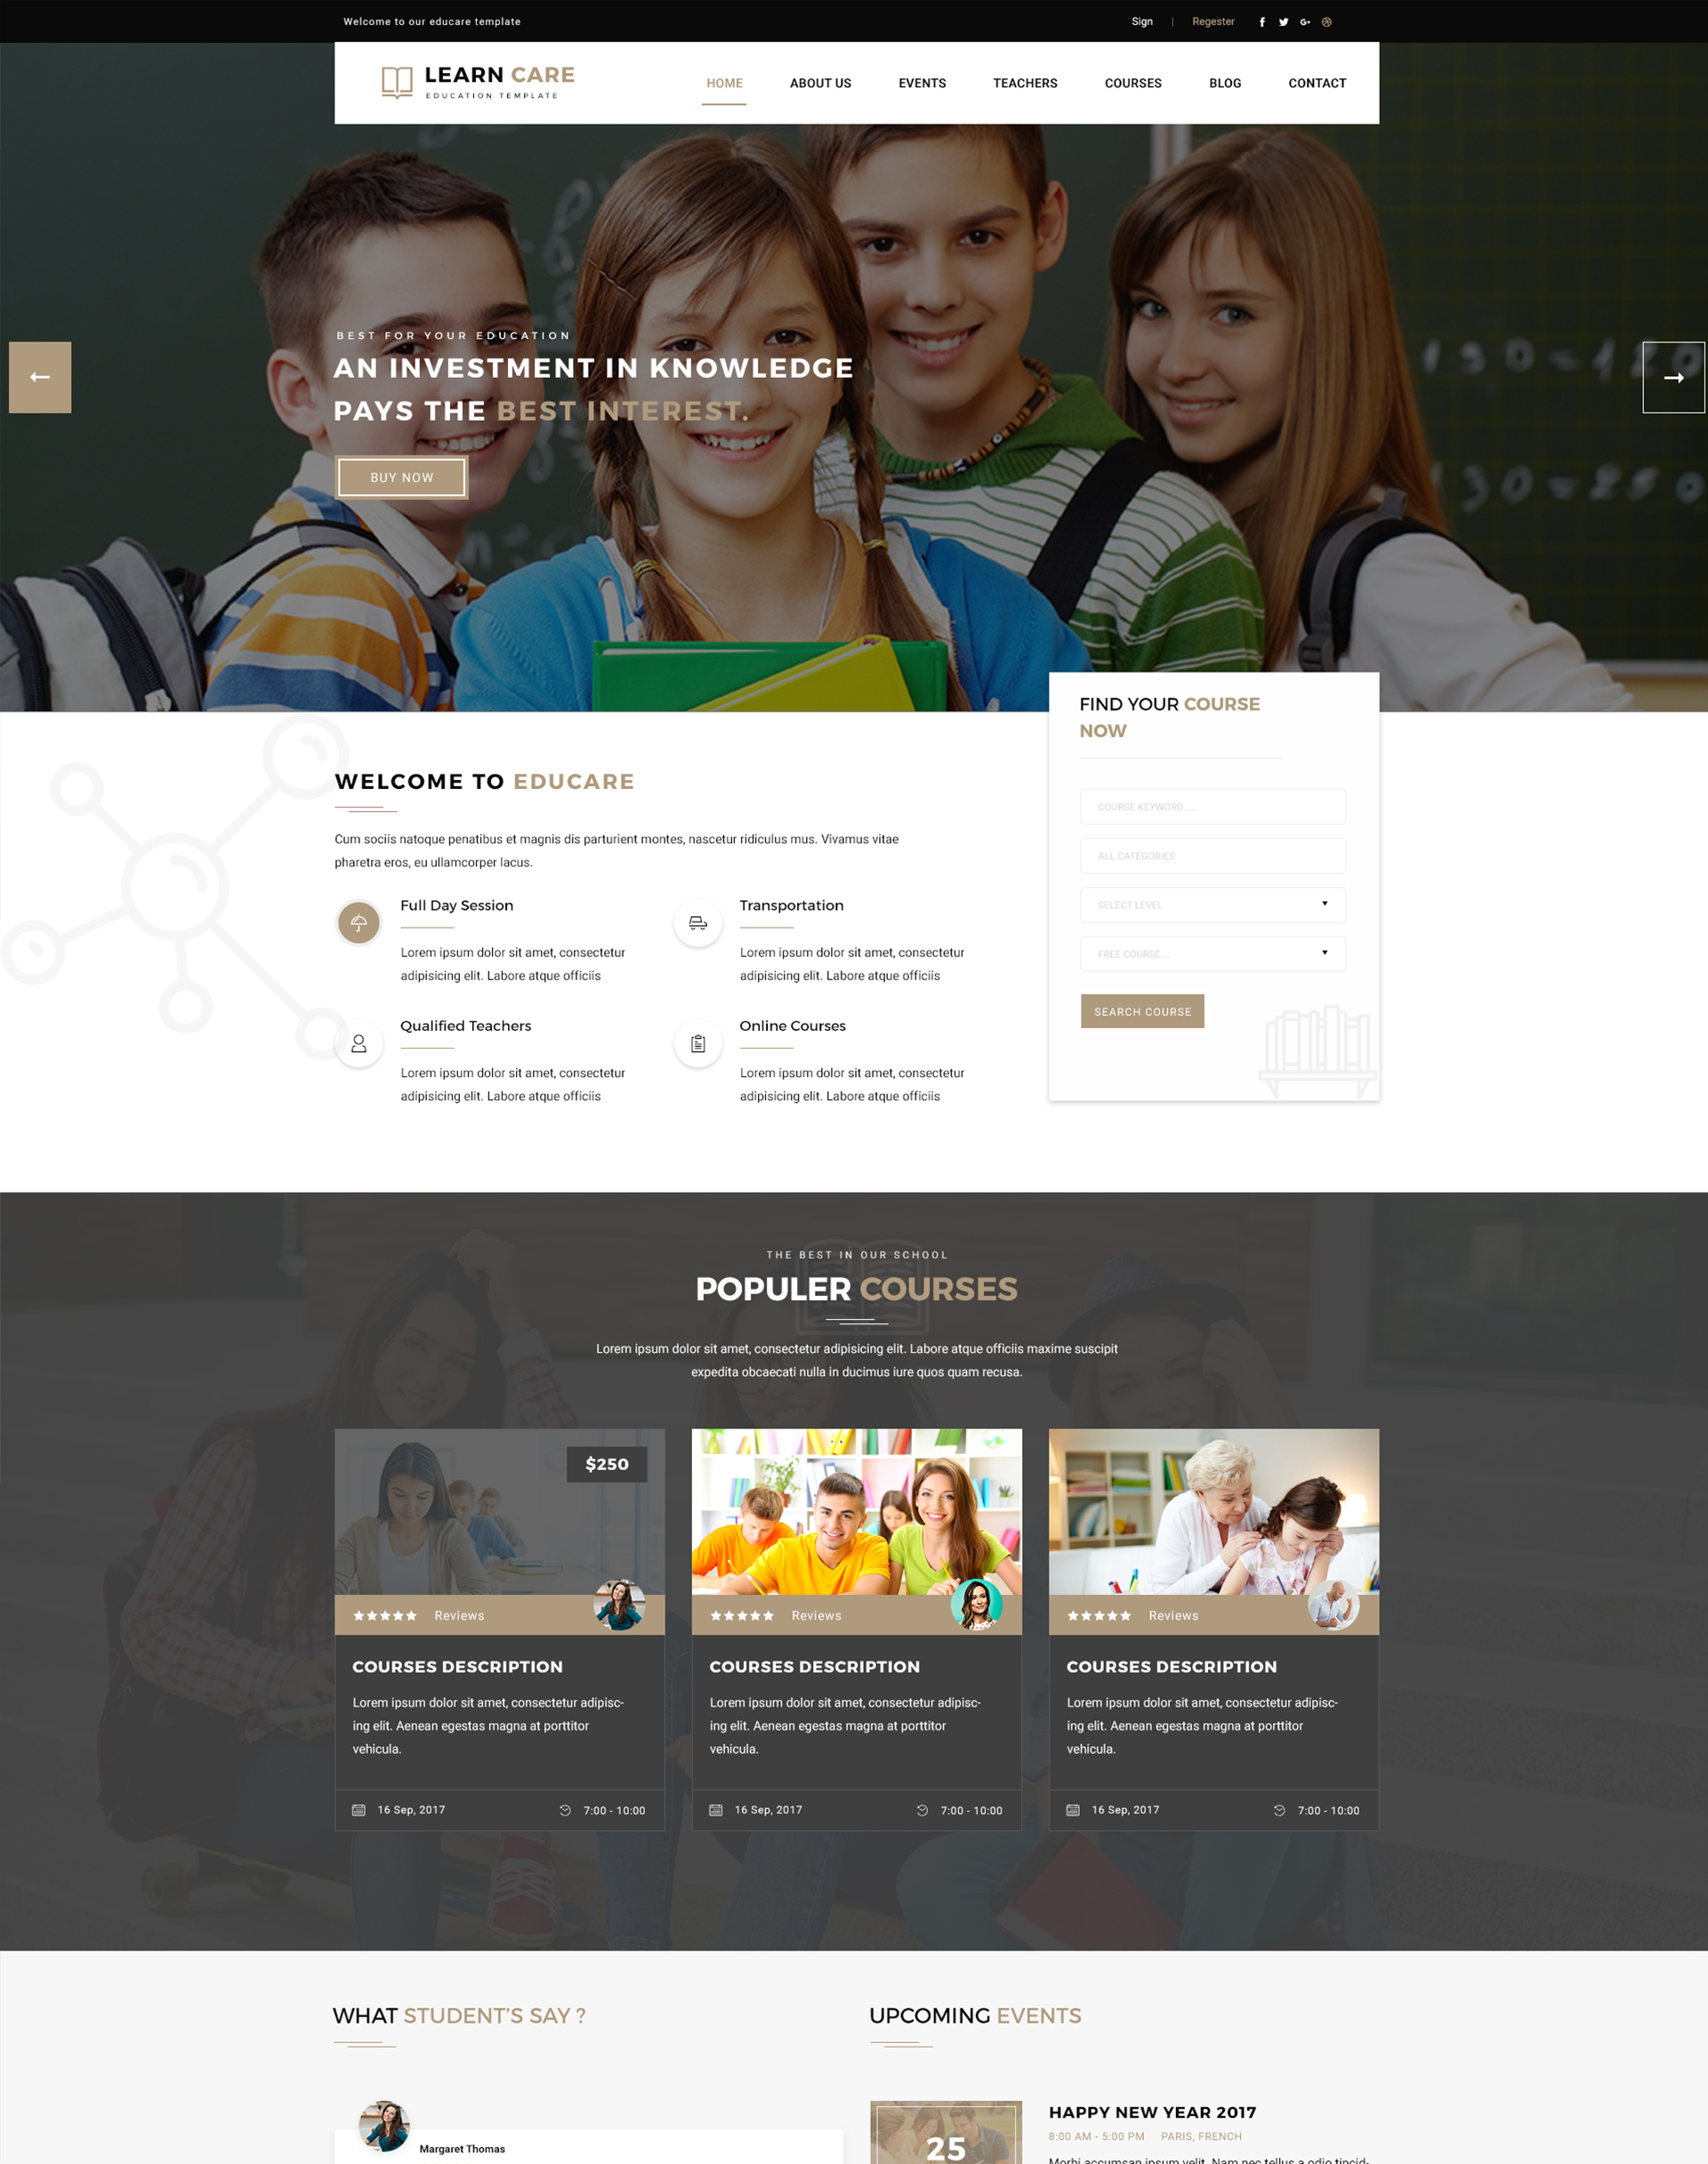 Welcome to our educare template
Sign | Regester
LEARN CARE
EDUCATION TEMPLATE
HOME ABOUT US EVENTS TEACHERS COURSES BLOG CONTACT
BEST FOR YOUR EDUCATION
AN INVESTMENT IN KNOWLEDGE
PAYS THE BEST INTEREST.
BUY NOW
130=120
30=250
FIND YOUR COURSE
NOW
COURSE KEYWORD ....
ALL CATEGORIES
SELECT LEVEL
FREE COURSE ...
SEARCH COURSE
WELCOME TO EDUCARE
Cum sociis natoque penatibus et magnis dis parturient montes, nascetur ridiculus mus. Vivamus vitae
pharetra eros, eu ullamcorper lacus.
Full Day Session
Lorem ipsum dolor sit amet, consectetur
adipisicing elit. Labore atque officiis
Transportation
Lorem ipsum dolor sit amet, consectetur
adipisicing elit. Labore atque officiis
Qualified Teachers
Lorem ipsum dolor sit amet, consectetur
adipisicing elit. Labore atque officiis
Online Courses
Lorem ipsum dolor sit amet, consectetur
adipisicing elit. Labore atque officiis
THE BEST IN OUR SCHOOL
POPULER COURSES
Lorem ipsum dolor sit amet, consectetur adipisicing elit. Labore atque officiis maxime suscipit
expedita obcaecati nulla in ducimus iure quos quam recusa.
$250
Reviews
COURSES DESCRIPTION
Lorem ipsum dolor sit amet, consectetur adipisc-
ing elit. Aenean egestas magna at porttitor
vehicula.
16 Sep, 2017 7:00 - 10:00
Reviews
COURSES DESCRIPTION
Lorem ipsum dolor sit amet, consectetur adipisc-
ing elit. Aenean egestas magna at porttitor
vehicula.
16 Sep, 2017 7:00 - 10:00
Reviews
COURSES DESCRIPTION
Lorem ipsum dolor sit amet, consectetur adipisc-
ing elit. Aenean egestas magna at porttitor
vehicula.
16 Sep, 2017 7:00 - 10:00
WHAT STUDENT’S SAY ?
Margaret Thomas
UPCOMING EVENTS
25
HAPPY NEW YEAR 2017
8:00 AM - 5:00 PM PARIS, FRENCH
Morbi accumsan ipsum velit. Nam nec tellus a odio tincid-